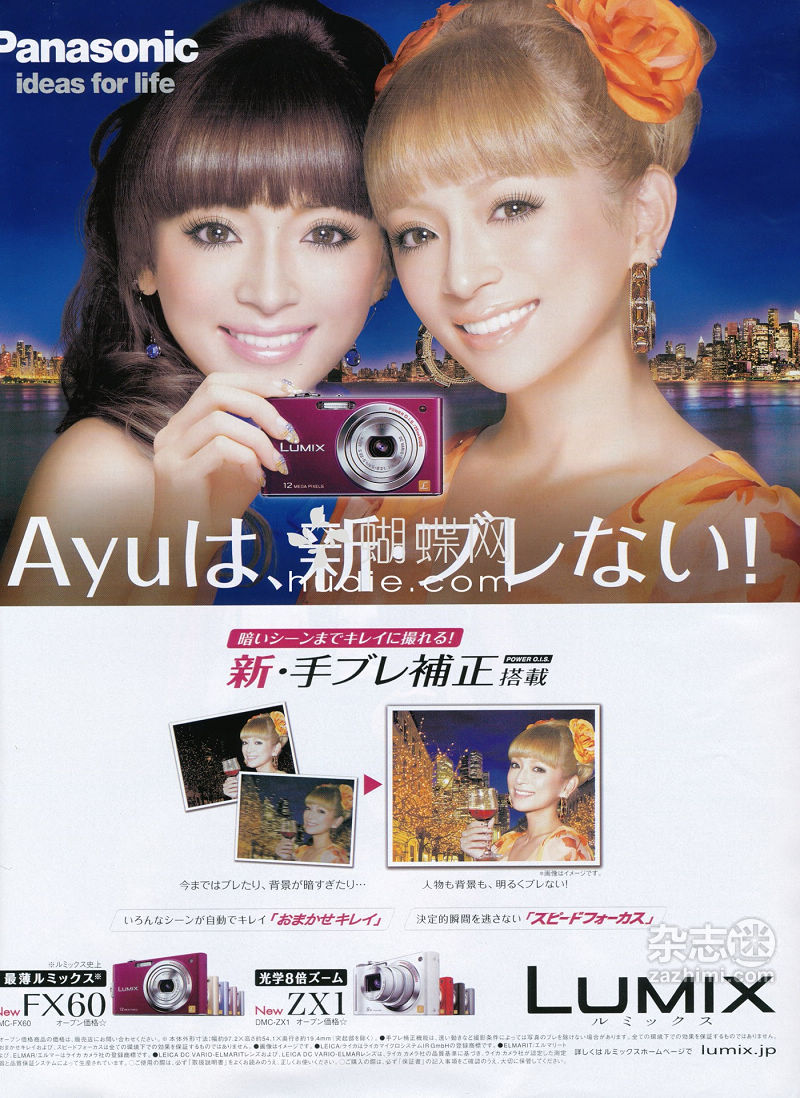 Panasonic
ideas for life
LUMIX
12 MEGA PIXELS
L
Ayuは、新ブレない!
蝴蝶网
hudie.com
暗いシーンまでキレイに撮れる!
新・手ブレ補正 POWER O.I.S. 搭載
※画像はイメージです。
今まではブレたり、背景が暗すぎたり…
人物も背景も、明るくブレない!
いろんなシーンが自動でキレイ「おまかせキレイ」
決定的瞬間を逃さない「スピードフォーカス」
※ルミックス史上
最薄ルミックス※
New FX60
MC-FX60 オープン価格☆
光学8倍ズーム
New ZX1
DMC-ZX1 オープン価格☆
LUMIX
ルミックス
杂志迷
zazhimi.com
詳しくは ルミックスホームページで lumix.jp